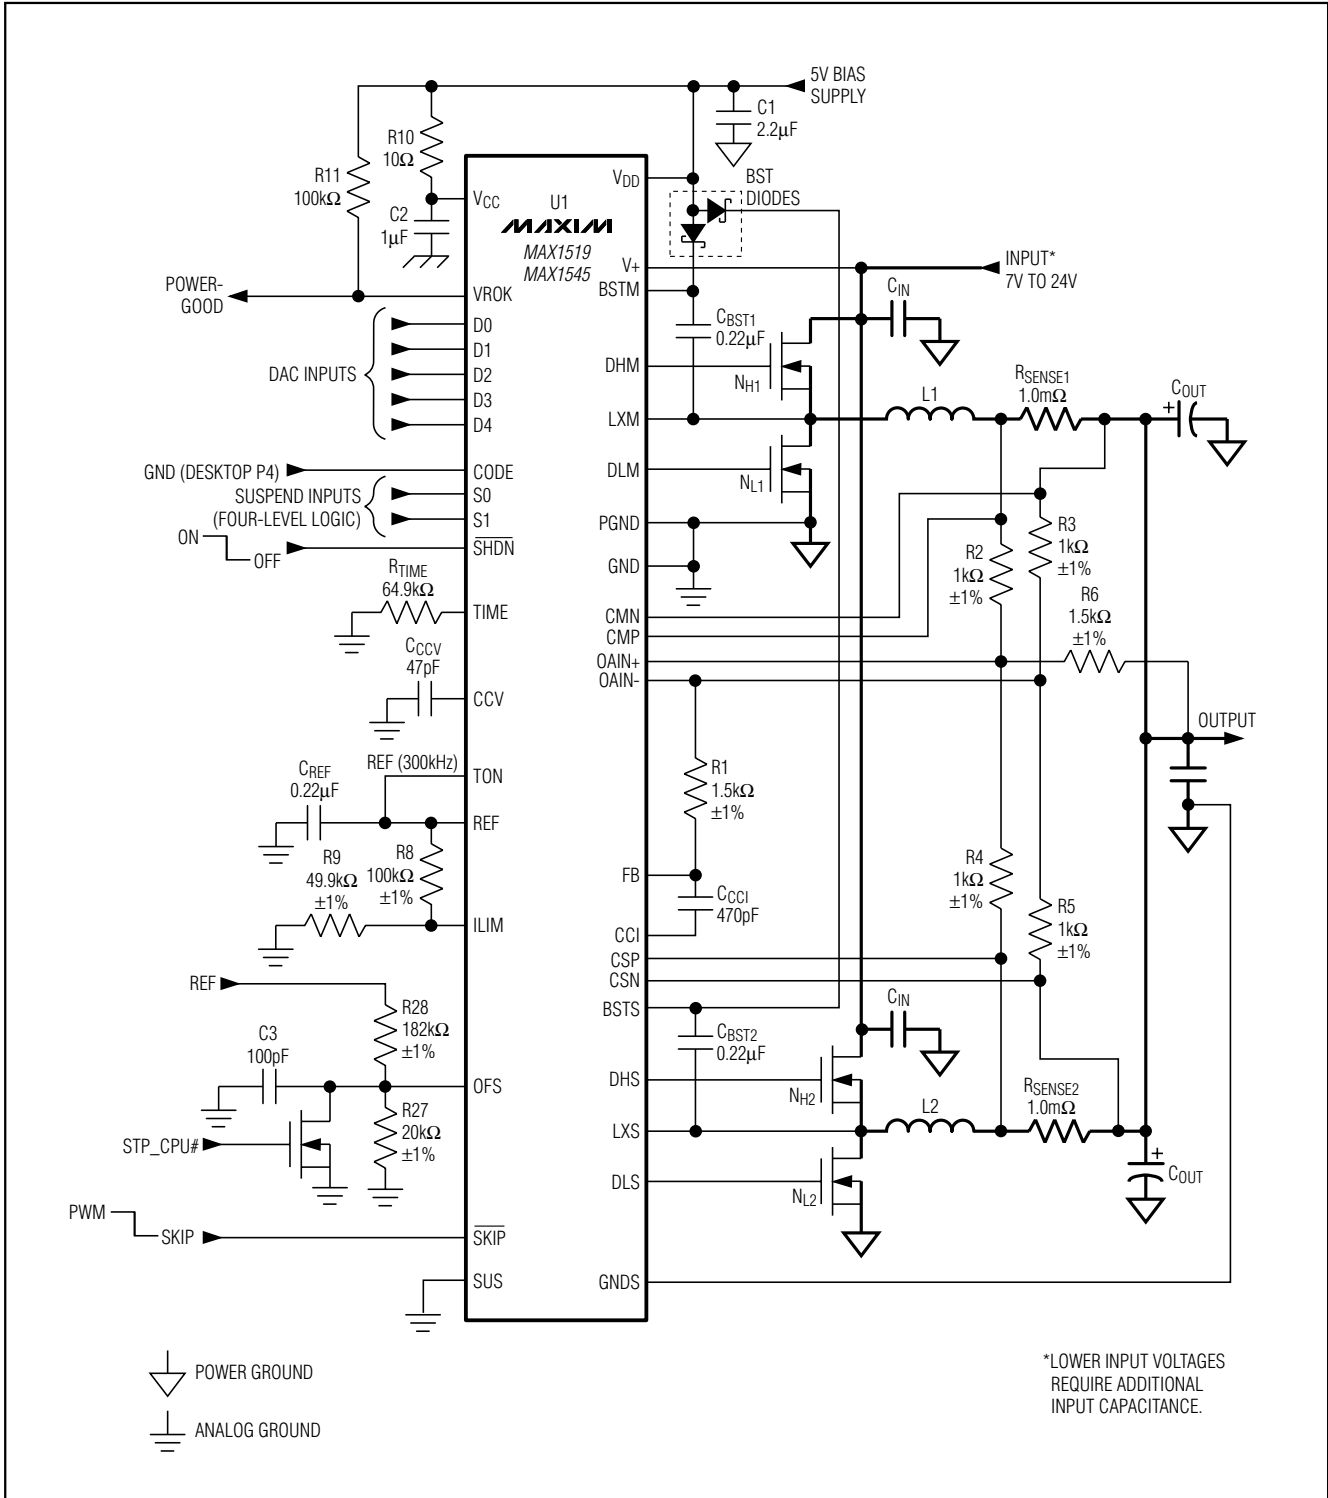 5V BIAS
SUPPLY
C1
2.2µF
R10
10Ω
R11
100kΩ
C2
1µF
VCC
U1
MAXIM
MAX1519
MAX1545
VDD
BST
DIODES
V+
BSTM
INPUT*
7V TO 24V
POWER-
GOOD
VROK
CIN
CBST1
0.22µF
DAC INPUTS
D0
D1
D2
D3
D4
DHM
NH1
LXM
L1
RSENSE1
1.0mΩ
+
COUT
DLM
NL1
GND (DESKTOP P4)
CODE
SUSPEND INPUTS
(FOUR-LEVEL LOGIC)
S0
S1
ON
OFF
SHDN
PGND
GND
R2
1kΩ
±1%
R3
1kΩ
±1%
RTIME
64.9kΩ
TIME
CMN
CMP
OAIN+
OAIN-
R6
1.5kΩ
±1%
CCCV
47pF
CCV
OUTPUT
REF (300kHz)
TON
CREF
0.22µF
REF
R1
1.5kΩ
±1%
R9
49.9kΩ
±1%
R8
100kΩ
±1%
ILIM
FB
CCCI
470pF
CCI
R4
1kΩ
±1%
R5
1kΩ
±1%
CSP
CSN
REF
R28
182kΩ
±1%
C3
100pF
BSTS
CBST2
0.22µF
CIN
OFS
DHS
NH2
R27
20kΩ
±1%
STP_CPU#
LXS
L2
RSENSE2
1.0mΩ
DLS
NL2
+
COUT
PWM
SKIP
SKIP
SUS
GNDS
POWER GROUND
ANALOG GROUND
*LOWER INPUT VOLTAGES
REQUIRE ADDITIONAL
INPUT CAPACITANCE.